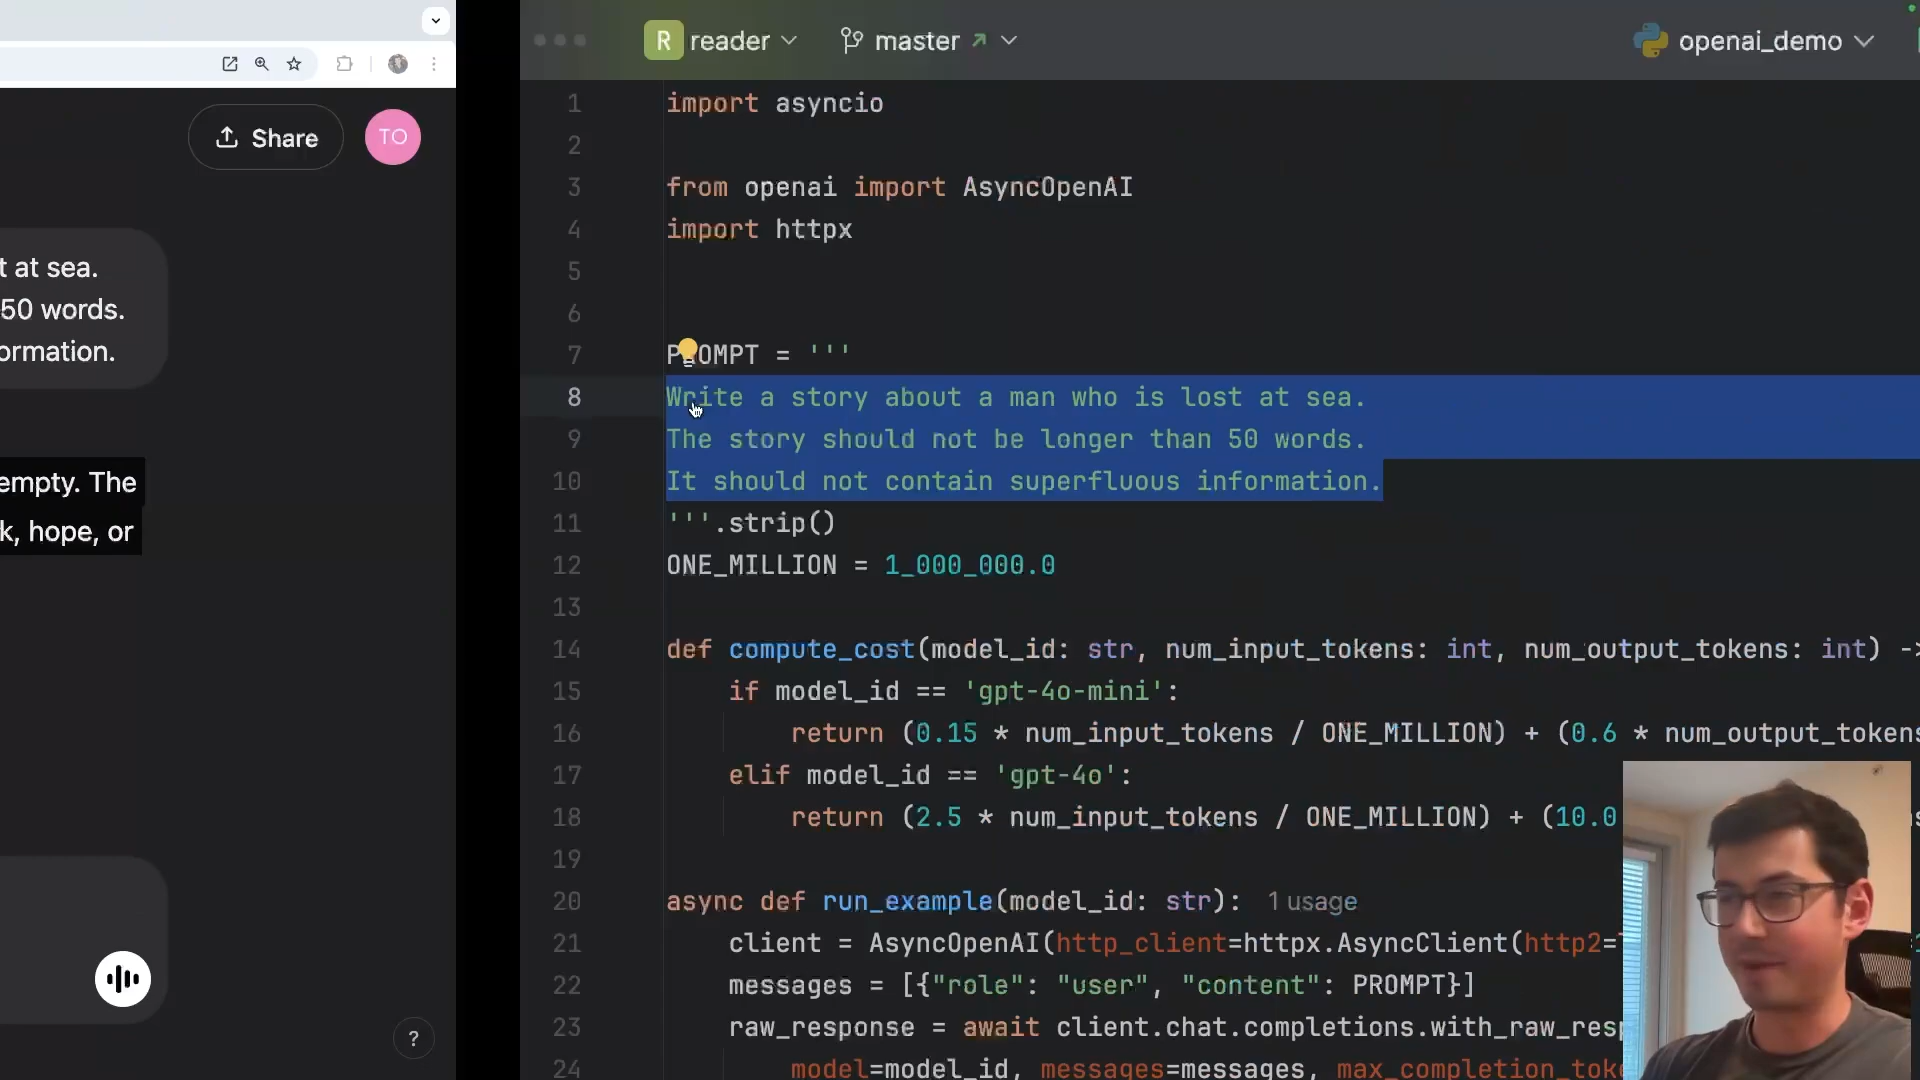 Share
TO
t at sea.
50 words.
ormation.
empty. The
k, hope, or
?
R reader
master
openai_demo
1 import asyncio
2
3 from openai import AsyncOpenAI
4 import httpx
5
6
7 PROMPT = '''
8 Write a story about a man who is lost at sea.
9 The story should not be longer than 50 words.
10 It should not contain superfluous information.
11 '''.strip()
12 ONE_MILLION = 1_000_000.0
13
14 def compute_cost(model_id: str, num_input_tokens: int, num_output_tokens: int) ->
15 if model_id == 'gpt-4o-mini':
16 return (0.15 * num_input_tokens / ONE_MILLION) + (0.6 * num_output_tokens
17 elif model_id == 'gpt-4o':
18 return (2.5 * num_input_tokens / ONE_MILLION) + (10.0
19
20 async def run_example(model_id: str): 1 usage
21 client = AsyncOpenAI(http_client=httpx.AsyncClient(http2=
22 messages = [{"role": "user", "content": PROMPT}]
23 raw_response = await client.chat.completions.with_raw_resp
24 model=model_id, messages=messages, max_completion_tok